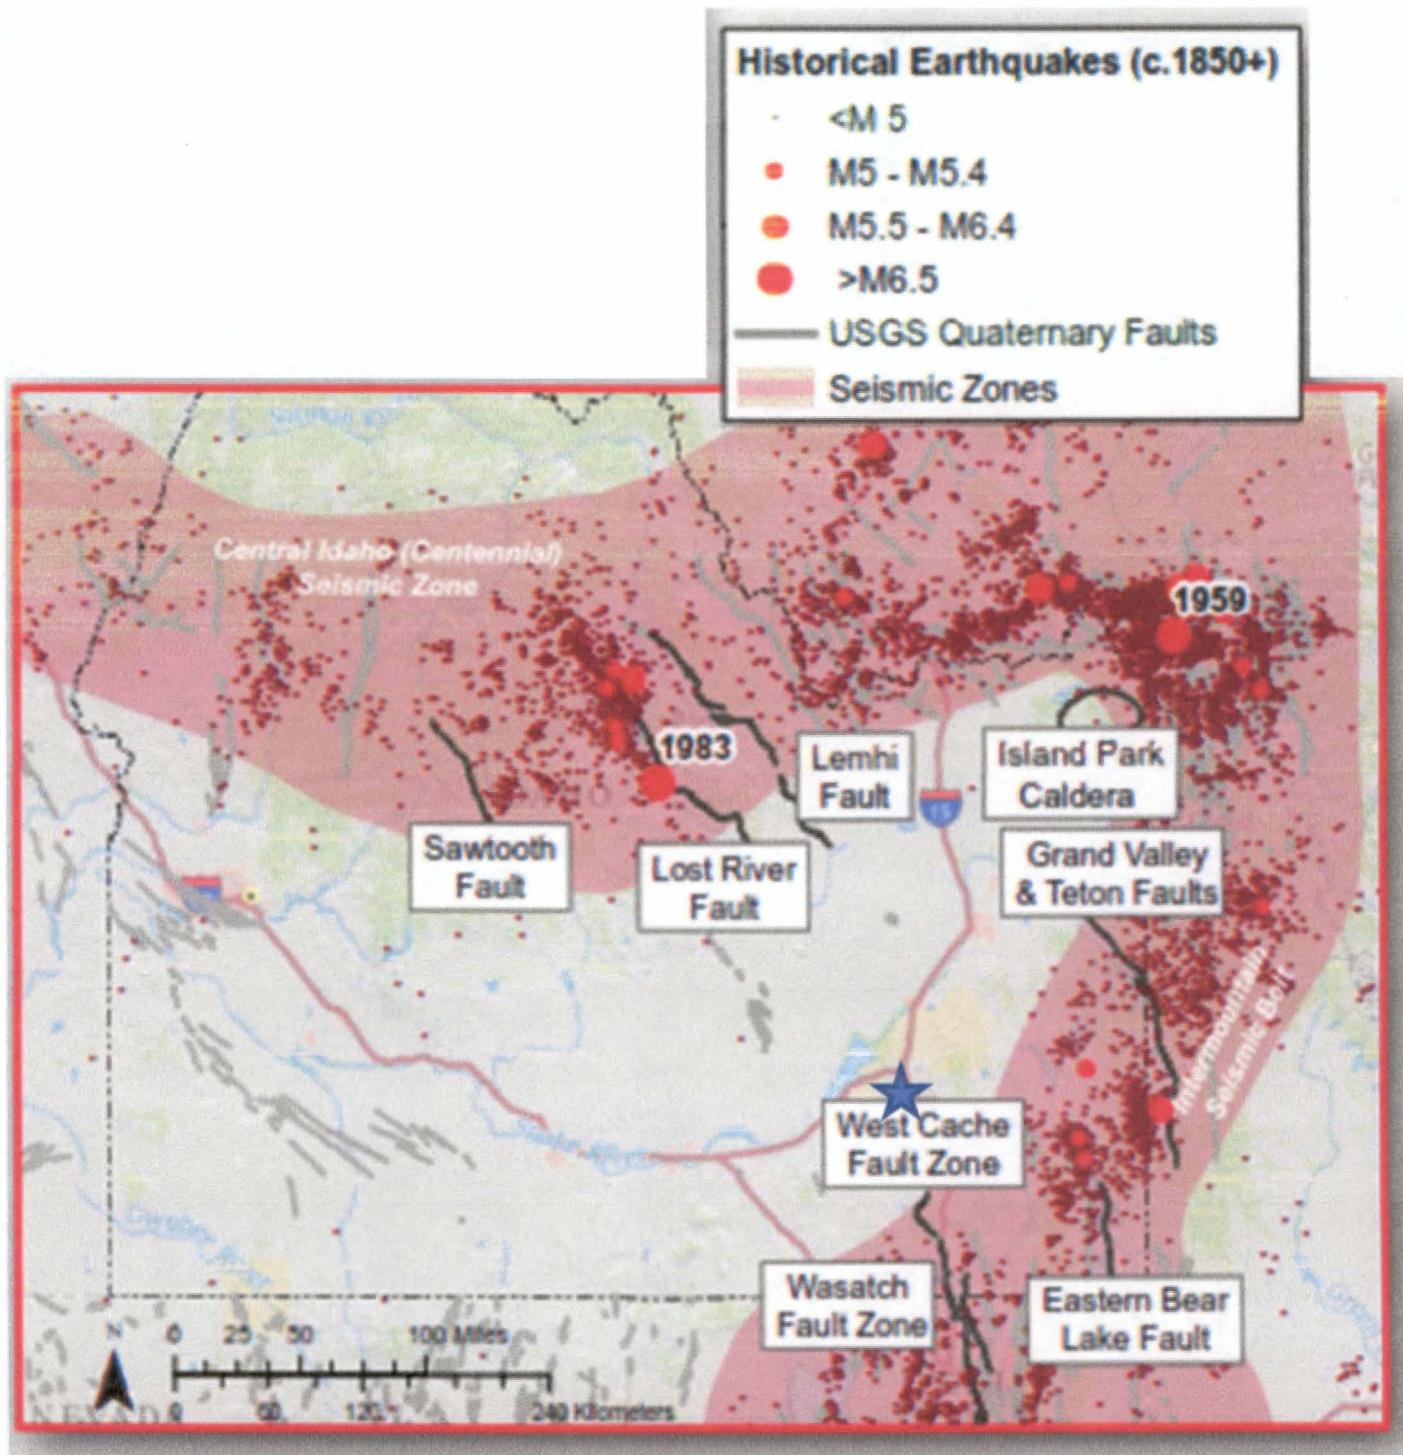 Historical Earthquakes (c.1850+)
<M 5
M5 - M5.4
M5.5 - M6.4
>M6.5
USGS Quaternary Faults
Seismic Zones
Central Idaho (Centennial)
Seismic Zone
1959
1983
Lemhi
Fault
Island Park
Caldera
15
Sawtooth
Fault
Lost River
Fault
Grand Valley
& Teton Faults
Intermountain
Seismic Belt
West Cache
Fault Zone
Wasatch
Fault Zone
Eastern Bear
Lake Fault
N
0 25 50 100 Miles
0 60 120 240 Kilometers